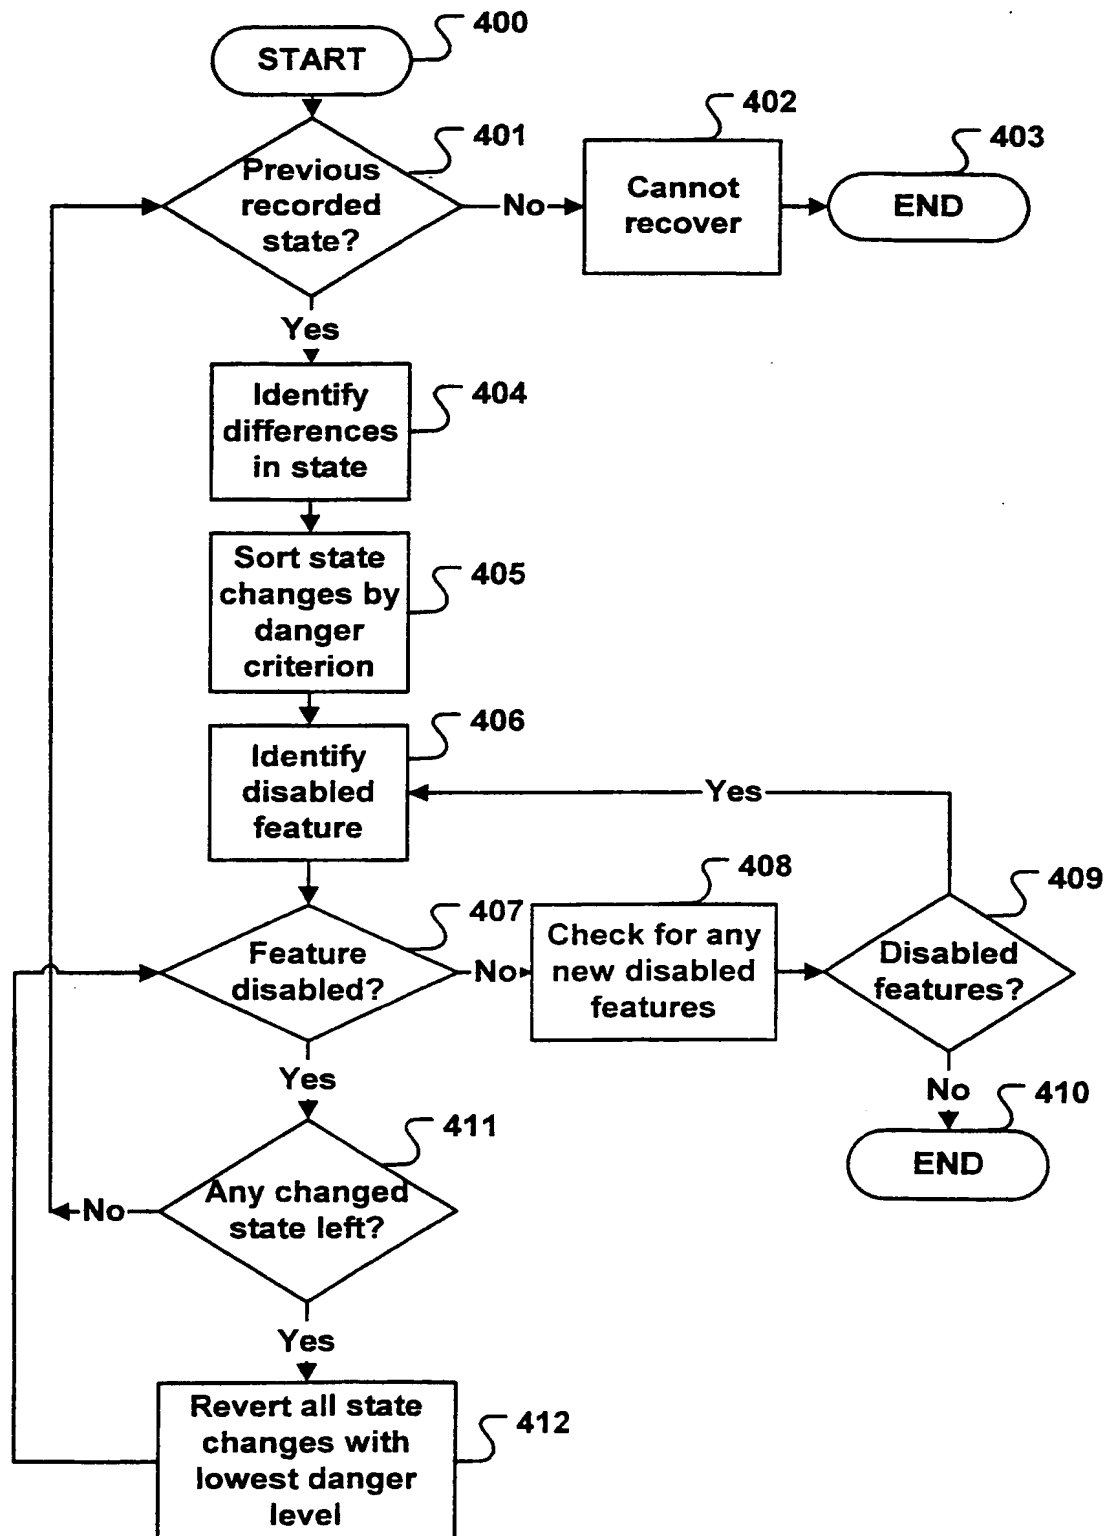 400
START
401
Previous
recorded
state?
No
402
Cannot
recover
403
END
Yes
Identify
differences
in state
404
Sort state
changes by
danger
criterion
405
406
Identify
disabled
feature
Yes
407
Feature
disabled?
No
408
Check for any
new disabled
features
409
Disabled
features?
Yes
No
410
END
411
Any changed
state left?
No
Yes
Revert all state
changes with
lowest danger
level
412